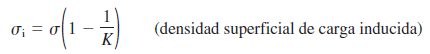 σᵢ = σ(1 − 1/K) (densidad superficial de carga inducida)